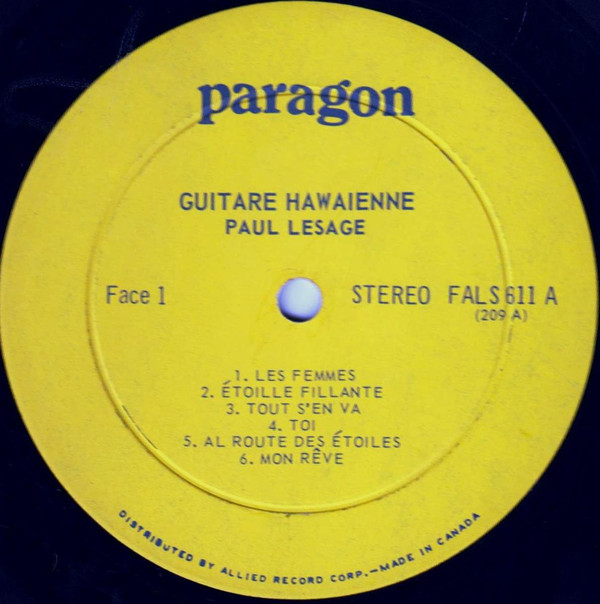 paragon
GUITARE HAWAIENNE
PAUL LESAGE
Face 1
STEREO FALS 611 A
(209 A)
1. LES FEMMES
2. ÉTOILLE FILLANTE
3. TOUT S'EN VA
4. TOI
5. AL ROUTE DES ÉTOILES
6. MON RÊVE
DISTRIBUTED BY ALLIED RECORD CORP.—MADE IN CANADA